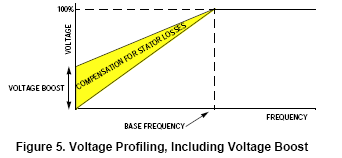 100%
VOLTAGE
COMPENSATION FOR STATOR LOSSES
VOLTAGE BOOST
FREQUENCY
BASE FREQUENCY
Figure 5. Voltage Profiling, Including Voltage Boost